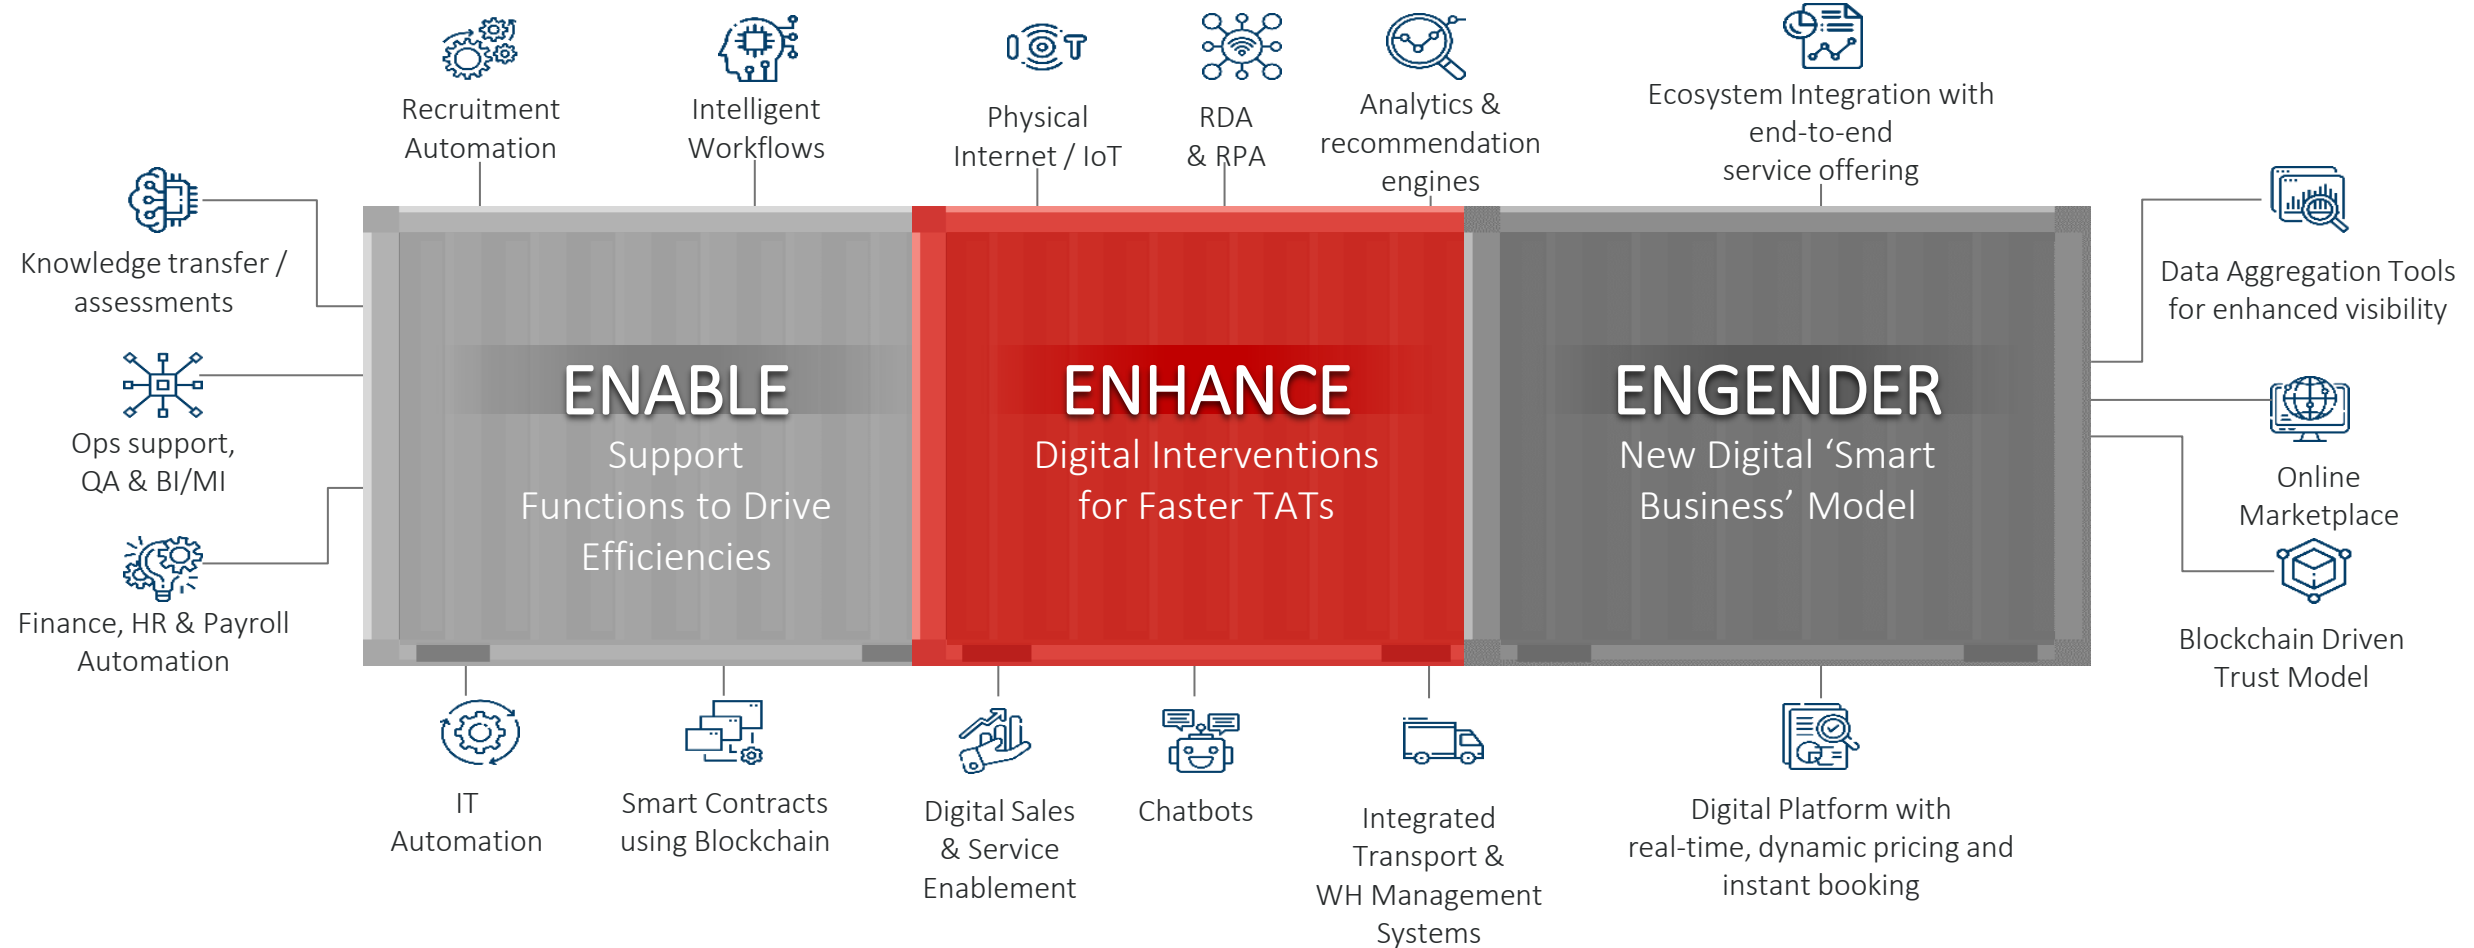 Recruitment
Automation
Intelligent
Workflows
Physical
Internet / IoT
RDA
& RPA
Analytics &
recommendation
engines
Ecosystem Integration with
end-to-end
service offering
Knowledge transfer /
assessments
Ops support,
QA & BI/MI
Finance, HR & Payroll
Automation
ENABLE
Support
Functions to Drive
Efficiencies
ENHANCE
Digital Interventions
for Faster TATs
ENGENDER
New Digital ‘Smart
Business’ Model
Data Aggregation Tools
for enhanced visibility
Online
Marketplace
Blockchain Driven
Trust Model
IT
Automation
Smart Contracts
using Blockchain
Digital Sales
& Service
Enablement
Chatbots
Integrated
Transport &
WH Management
Systems
Digital Platform with
real-time, dynamic pricing and
instant booking